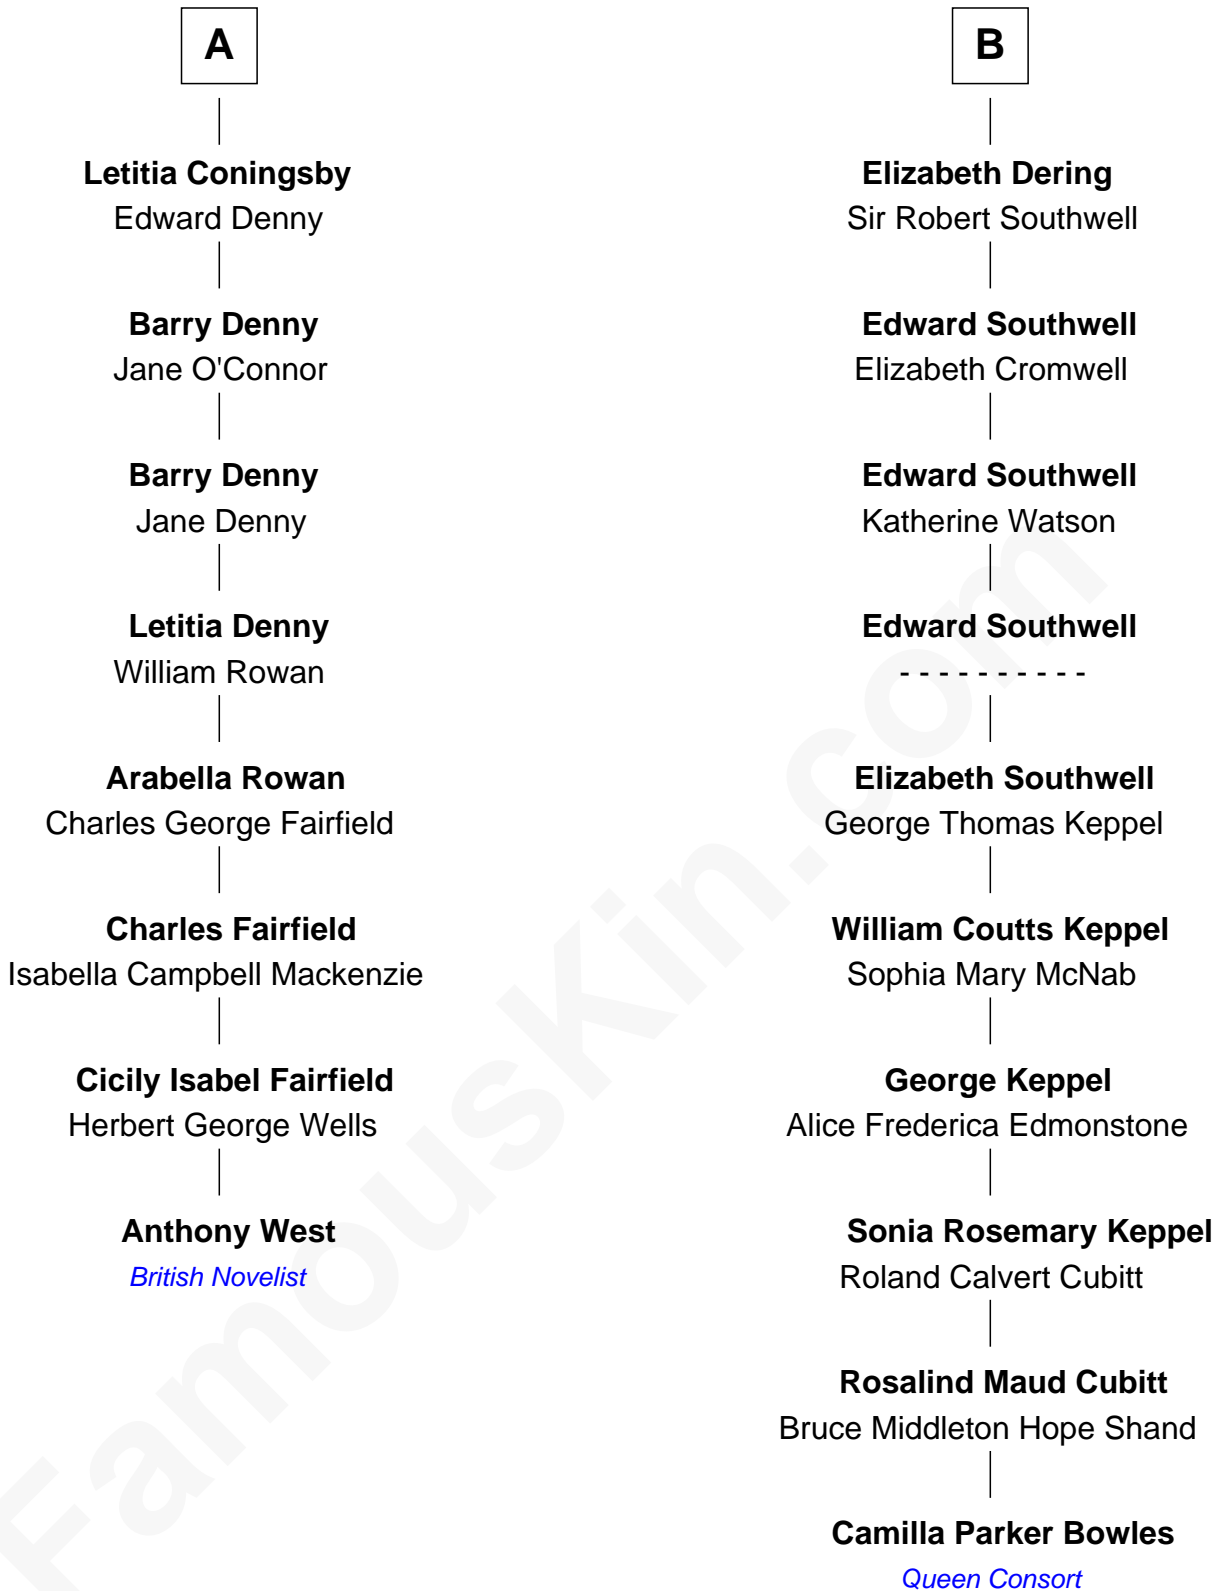 A
Letitia Coningsby
Edward Denny
Barry Denny
Jane O'Connor
Barry Denny
Jane Denny
Letitia Denny
William Rowan
Arabella Rowan
Charles George Fairfield
Charles Fairfield
Isabella Campbell Mackenzie
Cicily Isabel Fairfield
Herbert George Wells
Anthony West
British Novelist
B
Elizabeth Dering
Sir Robert Southwell
Edward Southwell
Elizabeth Cromwell
Edward Southwell
Katherine Watson
Edward Southwell
- - - - - - - - - -
Elizabeth Southwell
George Thomas Keppel
William Coutts Keppel
Sophia Mary McNab
George Keppel
Alice Frederica Edmonstone
Sonia Rosemary Keppel
Roland Calvert Cubitt
Rosalind Maud Cubitt
Bruce Middleton Hope Shand
Camilla Parker Bowles
Queen Consort
FamousKin.com